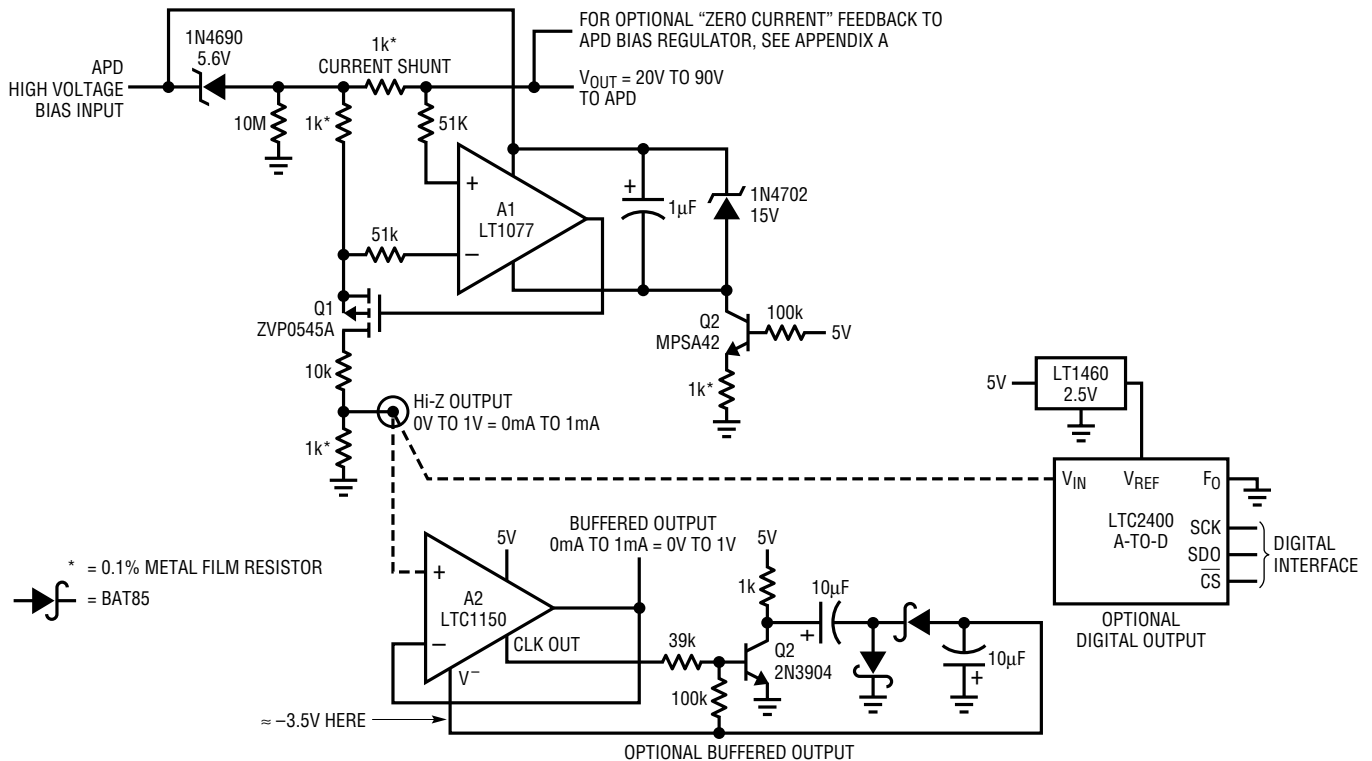 FOR OPTIONAL “ZERO CURRENT” FEEDBACK TO
APD BIAS REGULATOR, SEE APPENDIX A
1N4690
5.6V
1k*
CURRENT SHUNT
APD
HIGH VOLTAGE
BIAS INPUT
VOUT = 20V TO 90V
TO APD
10M
1k*
51K
+
A1
LT1077
−
51k
+
1µF
1N4702
15V
Q1
ZVP0545A
Q2
MPSA42
100k
5V
1k*
10k
Hi-Z OUTPUT
0V TO 1V = 0mA TO 1mA
1k*
5V
LT1460
2.5V
VIN
VREF
FO
LTC2400
A-TO-D
SCK
SDO
CS
DIGITAL
INTERFACE
OPTIONAL
DIGITAL OUTPUT
BUFFERED OUTPUT
0mA TO 1mA = 0V TO 1V
5V
5V
* = 0.1% METAL FILM RESISTOR
= BAT85
+
A2
LTC1150
−
CLK OUT
V−
1k
10µF
+
39k
Q2
2N3904
10µF
+
100k
≈ –3.5V HERE
OPTIONAL BUFFERED OUTPUT